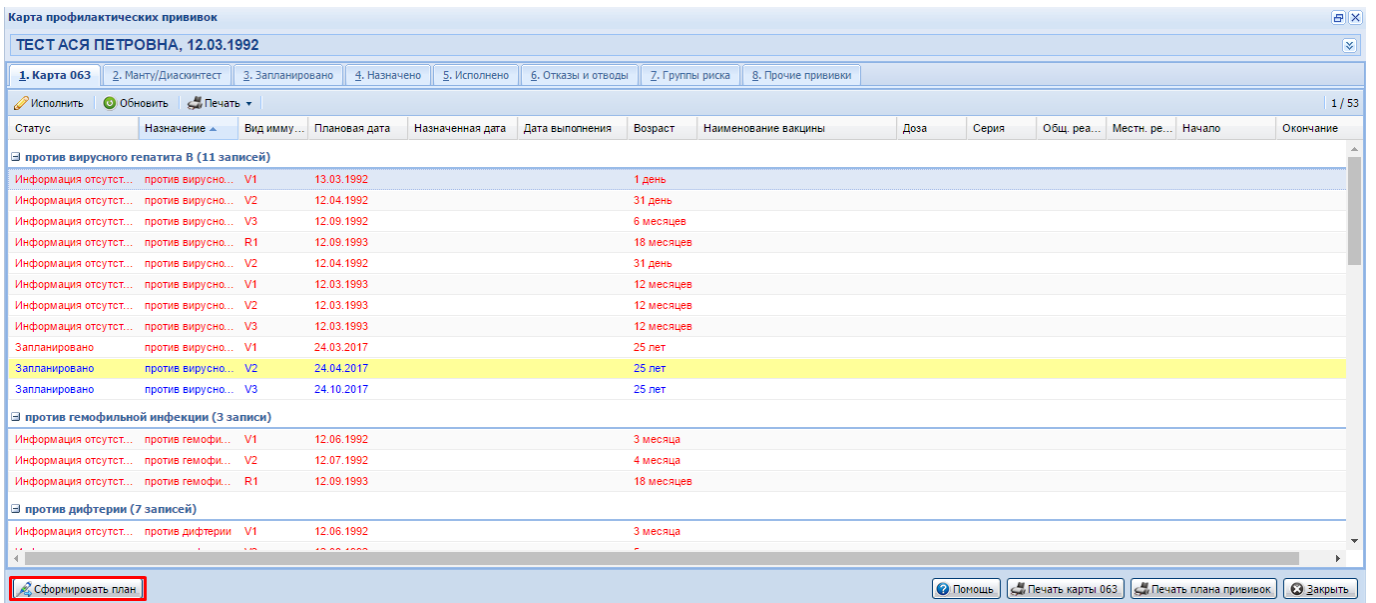 Карта профилактических прививок
ТЕСТ АСЯ ПЕТРОВНА, 12.03.1992
1. Карта 063 2. Манту/Диаскинтест 3. Запланировано 4. Назначено 5. Исполнено 6. Отказы и отводы 7. Группы риска 8. Прочие прививки
Исполнить Обновить Печать 1 / 53
Статус Назначение Вид имму... Плановая дата Назначенная дата Дата выполнения Возраст Наименование вакцины Доза Серия Общ. реа... Местн. ре... Начало Окончание
против вирусного гепатита В (11 записей)
Информация отсутст... против вирусно... V1 13.03.1992 1 день
Информация отсутст... против вирусно... V2 12.04.1992 31 день
Информация отсутст... против вирусно... V3 12.09.1992 6 месяцев
Информация отсутст... против вирусно... R1 12.09.1993 18 месяцев
Информация отсутст... против вирусно... V2 12.04.1992 31 день
Информация отсутст... против вирусно... V1 12.03.1993 12 месяцев
Информация отсутст... против вирусно... V2 12.03.1993 12 месяцев
Информация отсутст... против вирусно... V3 12.03.1993 12 месяцев
Запланировано против вирусно... V1 24.03.2017 25 лет
Запланировано против вирусно... V2 24.04.2017 25 лет
Запланировано против вирусно... V3 24.10.2017 25 лет
против гемофильной инфекции (3 записи)
Информация отсутст... против гемофи... V1 12.06.1992 3 месяца
Информация отсутст... против гемофи... V2 12.07.1992 4 месяца
Информация отсутст... против гемофи... R1 12.09.1993 18 месяцев
против дифтерии (7 записей)
Информация отсутст... против дифтерии V1 12.06.1992 3 месяца
Сформировать план Помощь Печать карты 063 Печать плана прививок Закрыть